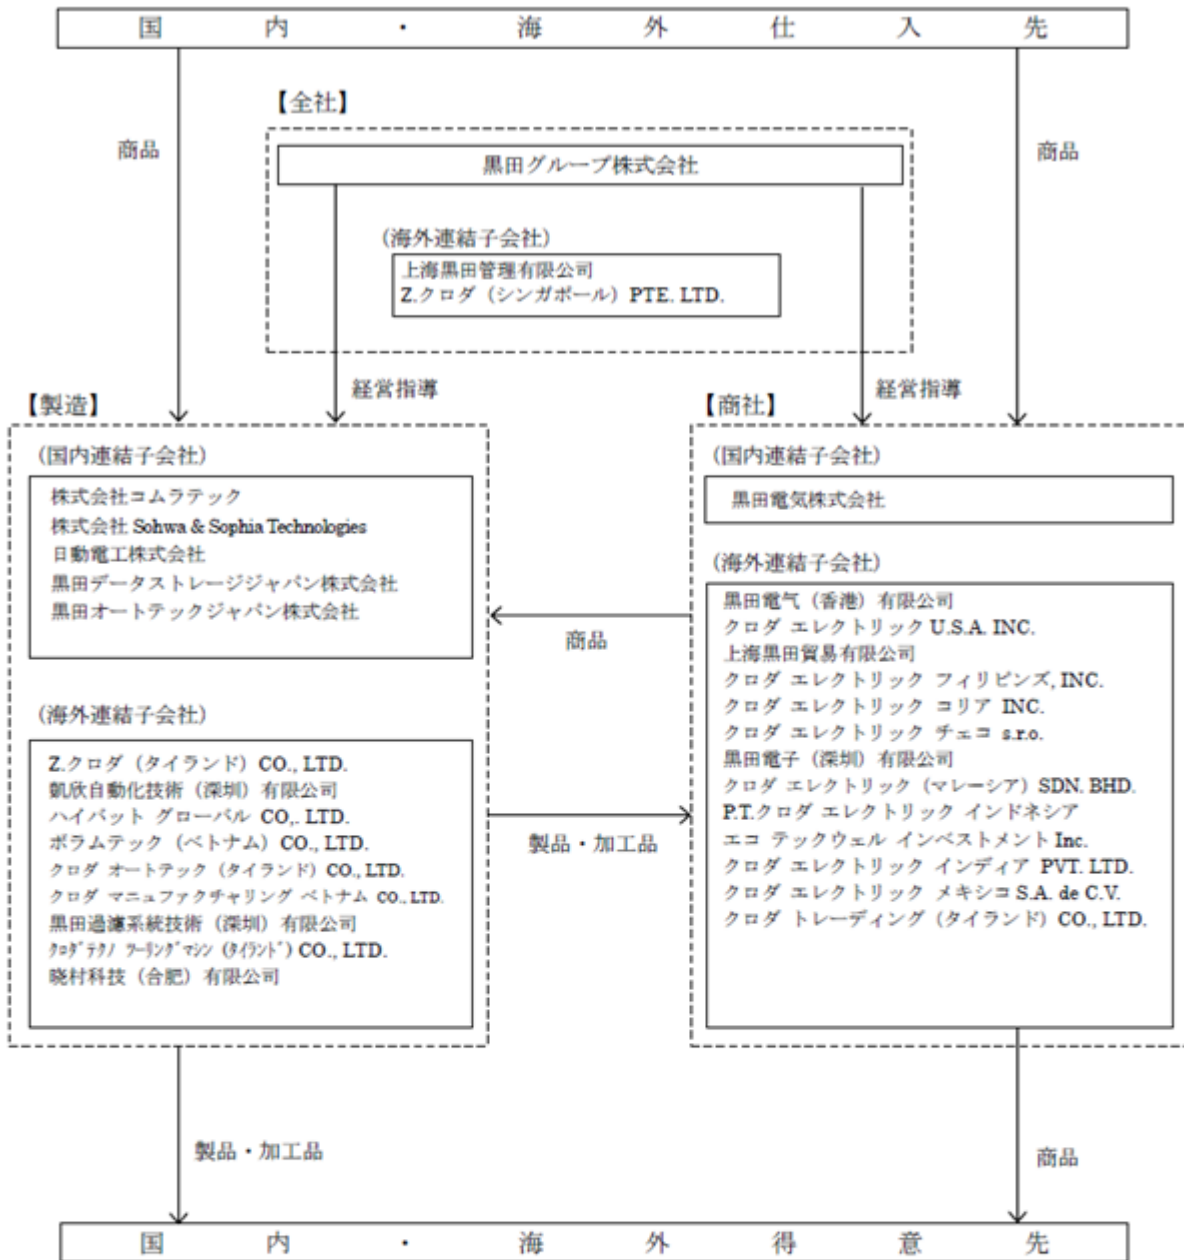 国内・海外仕入先
【全社】
商品
商品
黒田グループ株式会社
(海外連結子会社)
上海黒田管理有限公司
Z.クロダ（シンガポール）PTE. LTD.
経営指導
経営指導
【製造】
(国内連結子会社)
株式会社コムラテック
株式会社 Sohwa & Sophia Technologies
日動電工株式会社
黒田データストレージジャパン株式会社
黒田オートテックジャパン株式会社
(海外連結子会社)
Z.クロダ（タイランド）CO., LTD.
凱欣自動化技術（深圳）有限公司
ハイバット グローバル CO,. LTD.
ボラムテック（ベトナム）CO., LTD.
クロダ オートテック（タイランド）CO., LTD.
クロダ マニュファクチャリング ベトナム CO., LTD.
黒田過濾系統技術（深圳）有限公司
ｸﾛﾀﾞﾃｸﾉ ﾂｰﾘﾝｸﾞﾏｼﾝ (ﾀｲﾗﾝﾄﾞ) CO., LTD.
暁村科技（合肥）有限公司
商品
製品・加工品
【商社】
(国内連結子会社)
黒田電気株式会社
(海外連結子会社)
黒田電气（香港）有限公司
クロダ エレクトリック U.S.A. INC.
上海黒田貿易有限公司
クロダ エレクトリック フィリピンズ, INC.
クロダ エレクトリック コリア INC.
クロダ エレクトリック チェコ s.r.o.
黒田電子（深圳）有限公司
クロダ エレクトリック（マレーシア）SDN. BHD.
P.T.クロダ エレクトリック インドネシア
エコ テックウェル インベストメント Inc.
クロダ エレクトリック インディア PVT. LTD.
クロダ エレクトリック メキシコ S.A. de C.V.
クロダ トレーディング（タイランド）CO., LTD.
製品・加工品
商品
国内・海外得意先